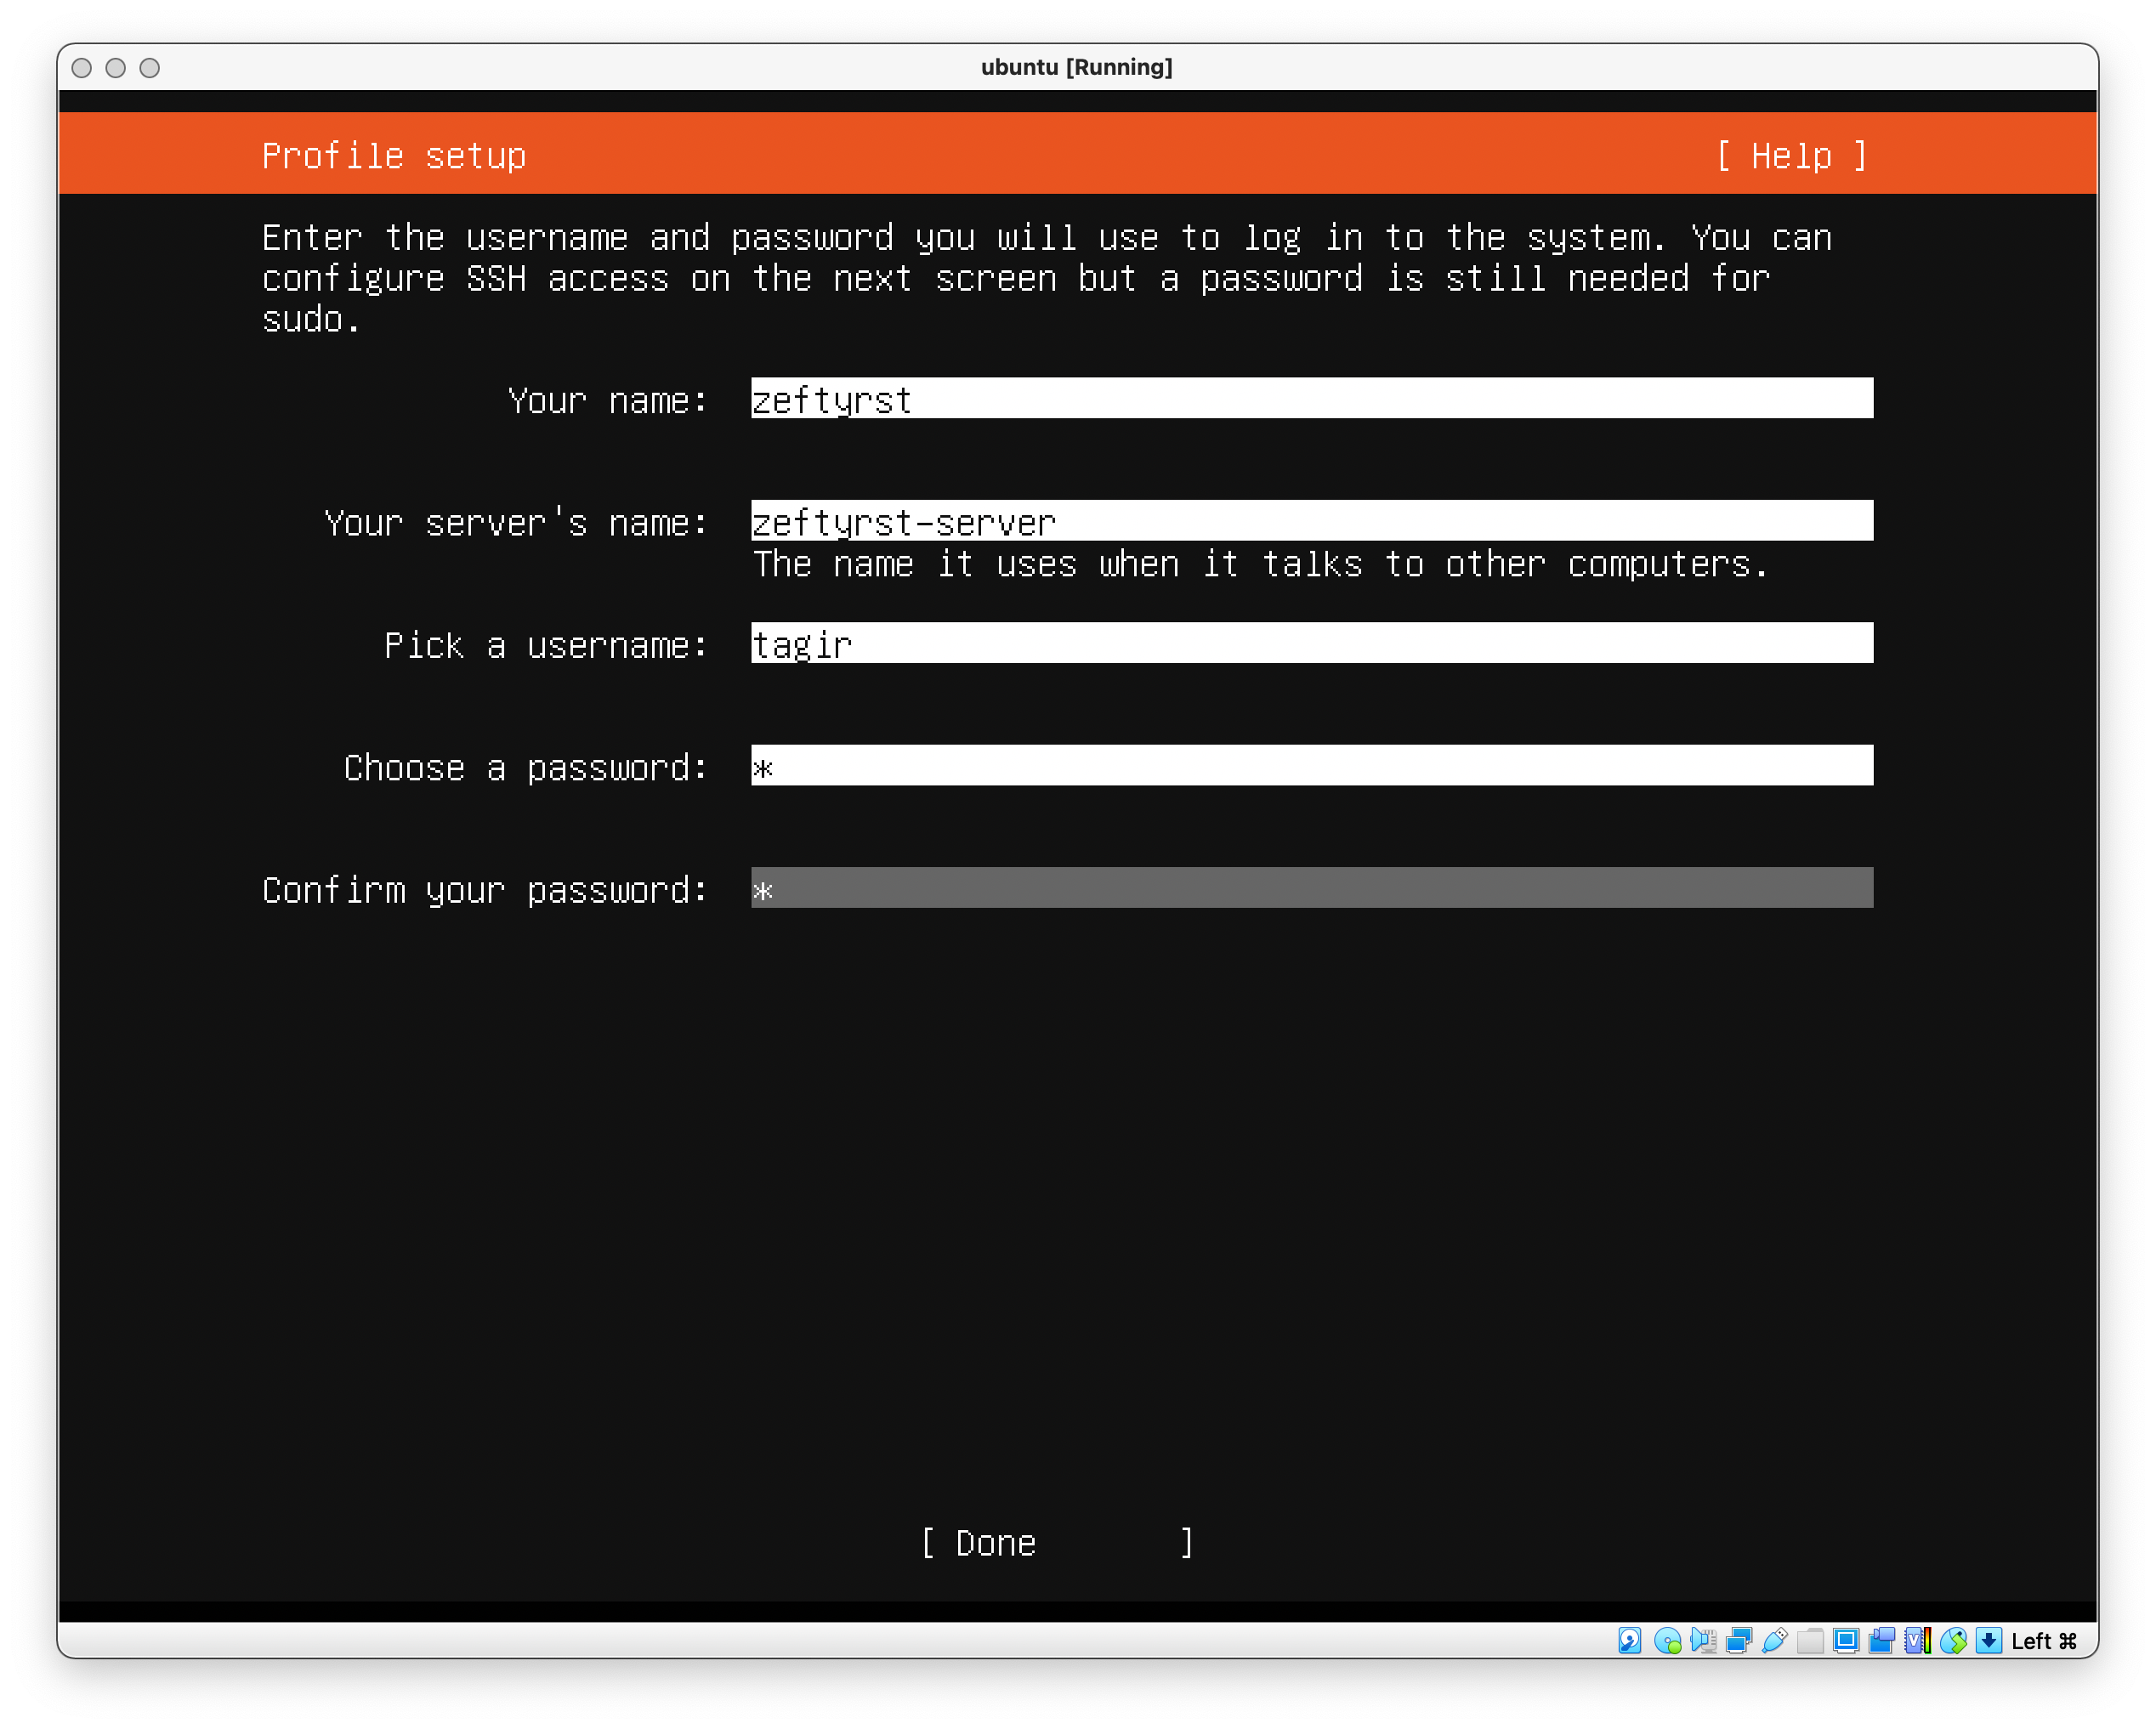 ubuntu [Running]
Profile setup [ Help ]
Enter the username and password you will use to log in to the system. You can
configure SSH access on the next screen but a password is still needed for
sudo.
Your name: zeftyrst
Your server's name: zeftyrst-server
The name it uses when it talks to other computers.
Pick a username: tagir
Choose a password: *
Confirm your password: *
[ Done ]
Left ⌘